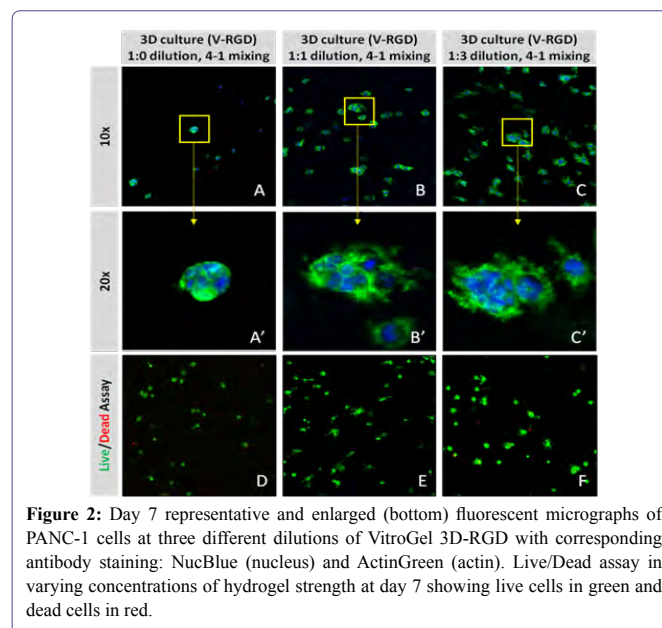 3D culture (V-RGD)
1:0 dilution, 4-1 mixing
3D culture (V-RGD)
1:1 dilution, 4-1 mixing
3D culture (V-RGD)
1:3 dilution, 4-1 mixing
10x
A
B
C
20x
A'
B'
C'
Live/Dead Assay
D
E
F
Figure 2: Day 7 representative and enlarged (bottom) fluorescent micrographs of
PANC-1 cells at three different dilutions of VitroGel 3D-RGD with corresponding
antibody staining: NucBlue (nucleus) and ActinGreen (actin). Live/Dead assay in
varying concentrations of hydrogel strength at day 7 showing live cells in green and
dead cells in red.